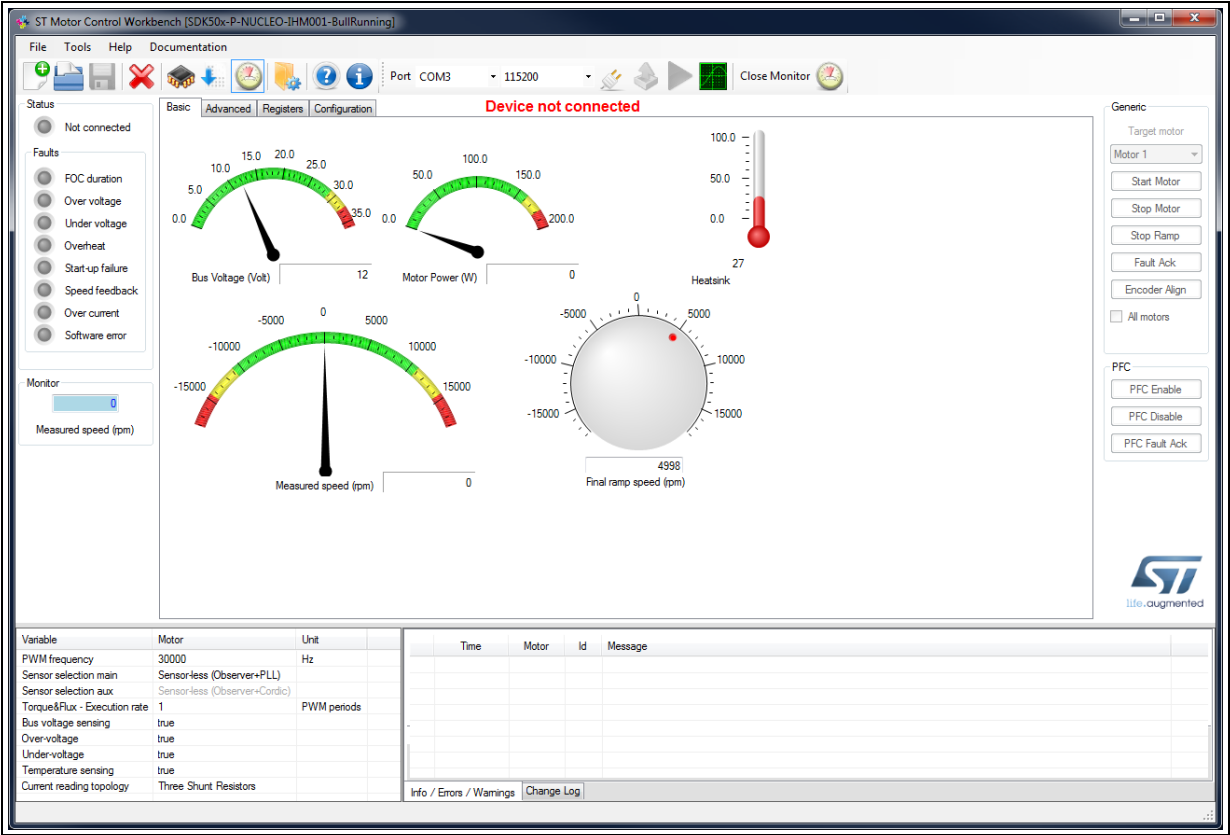 ST Motor Control Workbench [SDK50x-P-NUCLEO-IHM001-BullRunning]
File Tools Help Documentation
Port COM3 115200 Close Monitor
Status
Not connected
Faults
FOC duration
Over voltage
Under voltage
Overheat
Start-up failure
Speed feedback
Over current
Software error
Monitor
0
Measured speed (rpm)
Basic Advanced Registers Configuration
Device not connected
0.0 5.0 10.0 15.0 20.0 25.0 30.0 35.0
Bus Voltage (Volt) 12
0.0 50.0 100.0 150.0 200.0
Motor Power (W) 0
100.0
50.0
0.0
27
Heatsink
-15000 -10000 -5000 0 5000 10000 15000
Measured speed (rpm) 0
-15000 -10000 -5000 0 5000 10000 15000
4998
Final ramp speed (rpm)
Generic
Target motor
Motor 1
Start Motor
Stop Motor
Stop Ramp
Fault Ack
Encoder Align
All motors
PFC
PFC Enable
PFC Disable
PFC Fault Ack
ST
life.augmented
Variable Motor Unit
PWM frequency 30000 Hz
Sensor selection main Sensor-less (Observer+PLL)
Sensor selection aux Sensor-less (Observer+Cordic)
Torque&Flux - Execution rate 1 PWM periods
Bus voltage sensing true
Over-voltage true
Under-voltage true
Temperature sensing true
Current reading topology Three Shunt Resistors
Time Motor Id Message
Info / Errors / Warnings Change Log